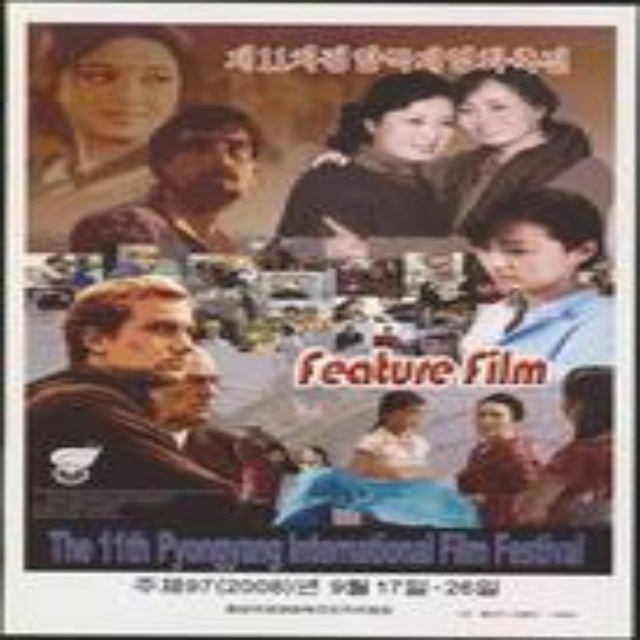 제11차평양국제영화축전
Feature Film
The 11th Pyongyang International Film Festival
주체97(2008)년 9월 17일-26일